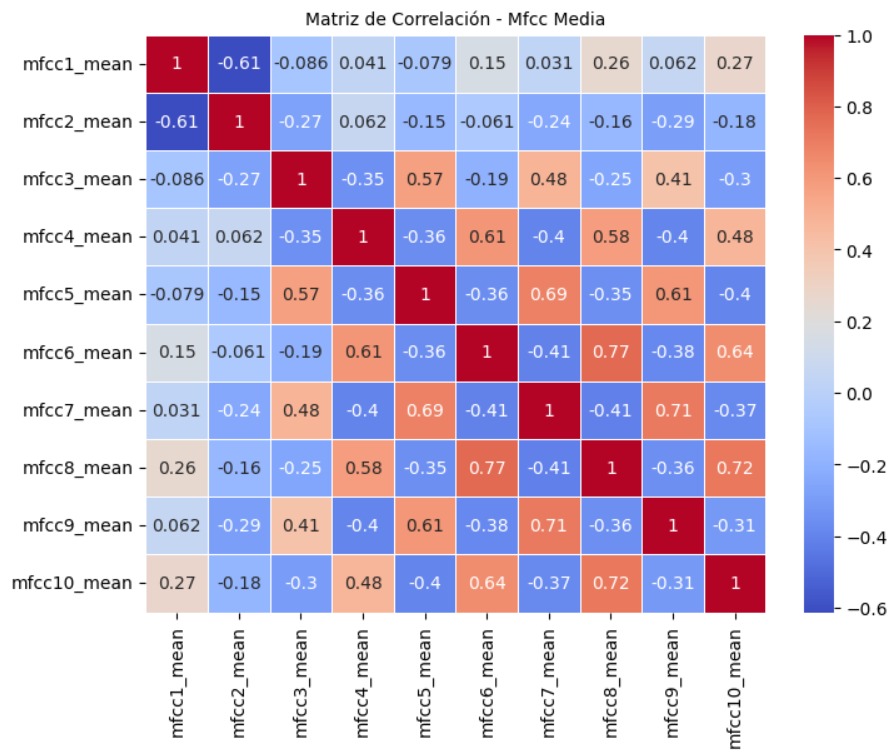 Matriz de Correlación - Mfcc Media
mfcc1_mean 1 -0.61 -0.086 0.041 -0.079 0.15 0.031 0.26 0.062 0.27
mfcc2_mean -0.61 1 -0.27 0.062 -0.15 -0.061 -0.24 -0.16 -0.29 -0.18
mfcc3_mean -0.086 -0.27 1 -0.35 0.57 -0.19 0.48 -0.25 0.41 -0.3
mfcc4_mean 0.041 0.062 -0.35 1 -0.36 0.61 -0.4 0.58 -0.4 0.48
mfcc5_mean -0.079 -0.15 0.57 -0.36 1 -0.36 0.69 -0.35 0.61 -0.4
mfcc6_mean 0.15 -0.061 -0.19 0.61 -0.36 1 -0.41 0.77 -0.38 0.64
mfcc7_mean 0.031 -0.24 0.48 -0.4 0.69 -0.41 1 -0.41 0.71 -0.37
mfcc8_mean 0.26 -0.16 -0.25 0.58 -0.35 0.77 -0.41 1 -0.36 0.72
mfcc9_mean 0.062 -0.29 0.41 -0.4 0.61 -0.38 0.71 -0.36 1 -0.31
mfcc10_mean 0.27 -0.18 -0.3 0.48 -0.4 0.64 -0.37 0.72 -0.31 1
mfcc1_mean
mfcc2_mean
mfcc3_mean
mfcc4_mean
mfcc5_mean
mfcc6_mean
mfcc7_mean
mfcc8_mean
mfcc9_mean
mfcc10_mean
1.0
0.8
0.6
0.4
0.2
0.0
−0.2
−0.4
−0.6